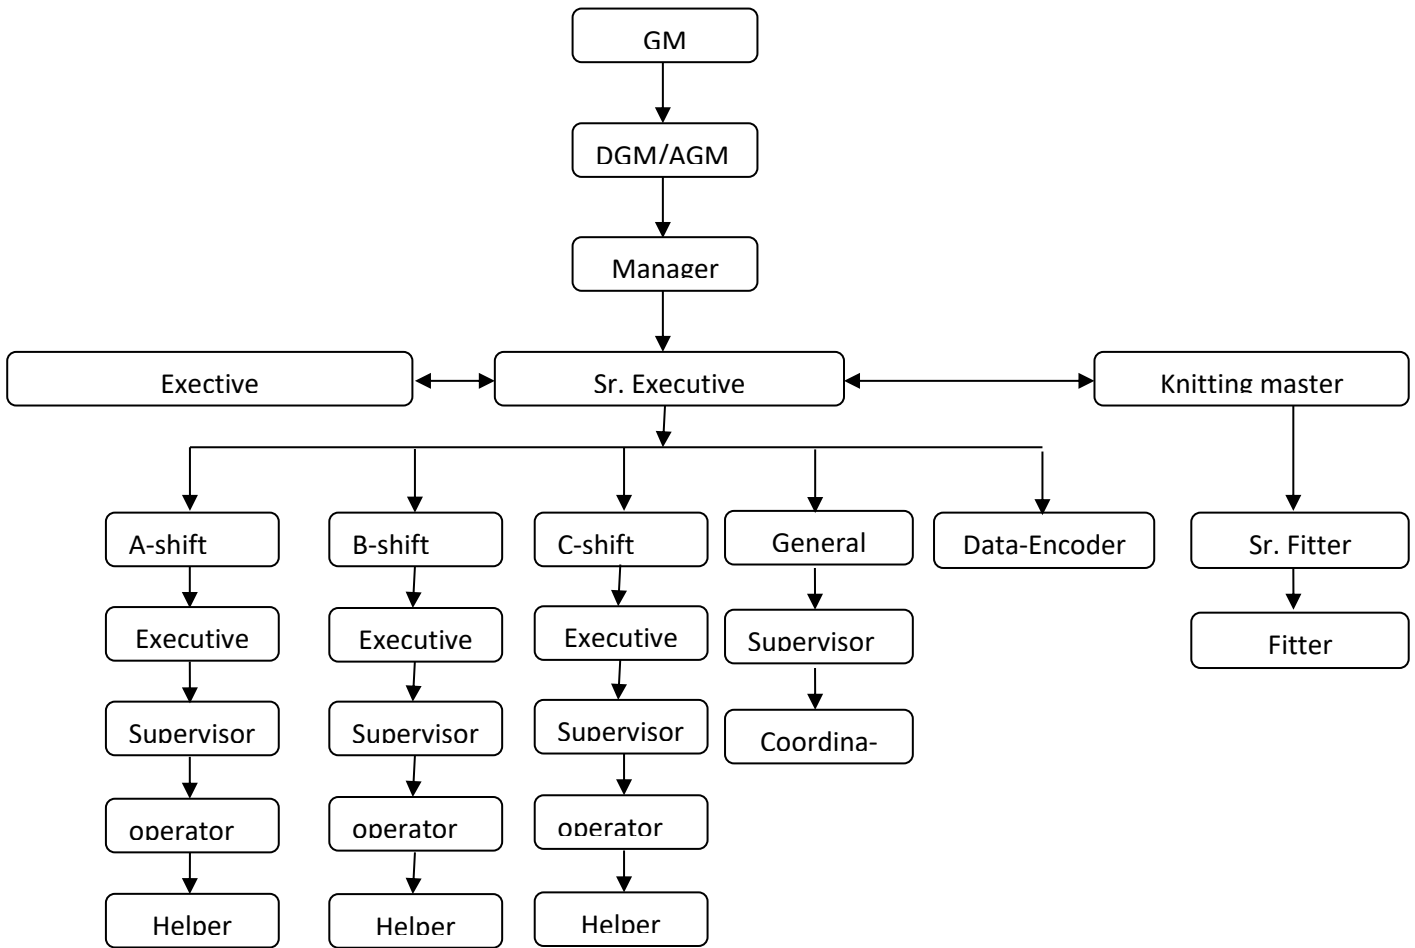 GM
DGM/AGM
Manager
Exective
Sr. Executive
Knitting master
A-shift
B-shift
C-shift
General
Data-Encoder
Sr. Fitter
Executive
Executive
Executive
Supervisor
Fitter
Supervisor
Supervisor
Supervisor
Coordina-
operator
operator
operator
Helper
Helper
Helper